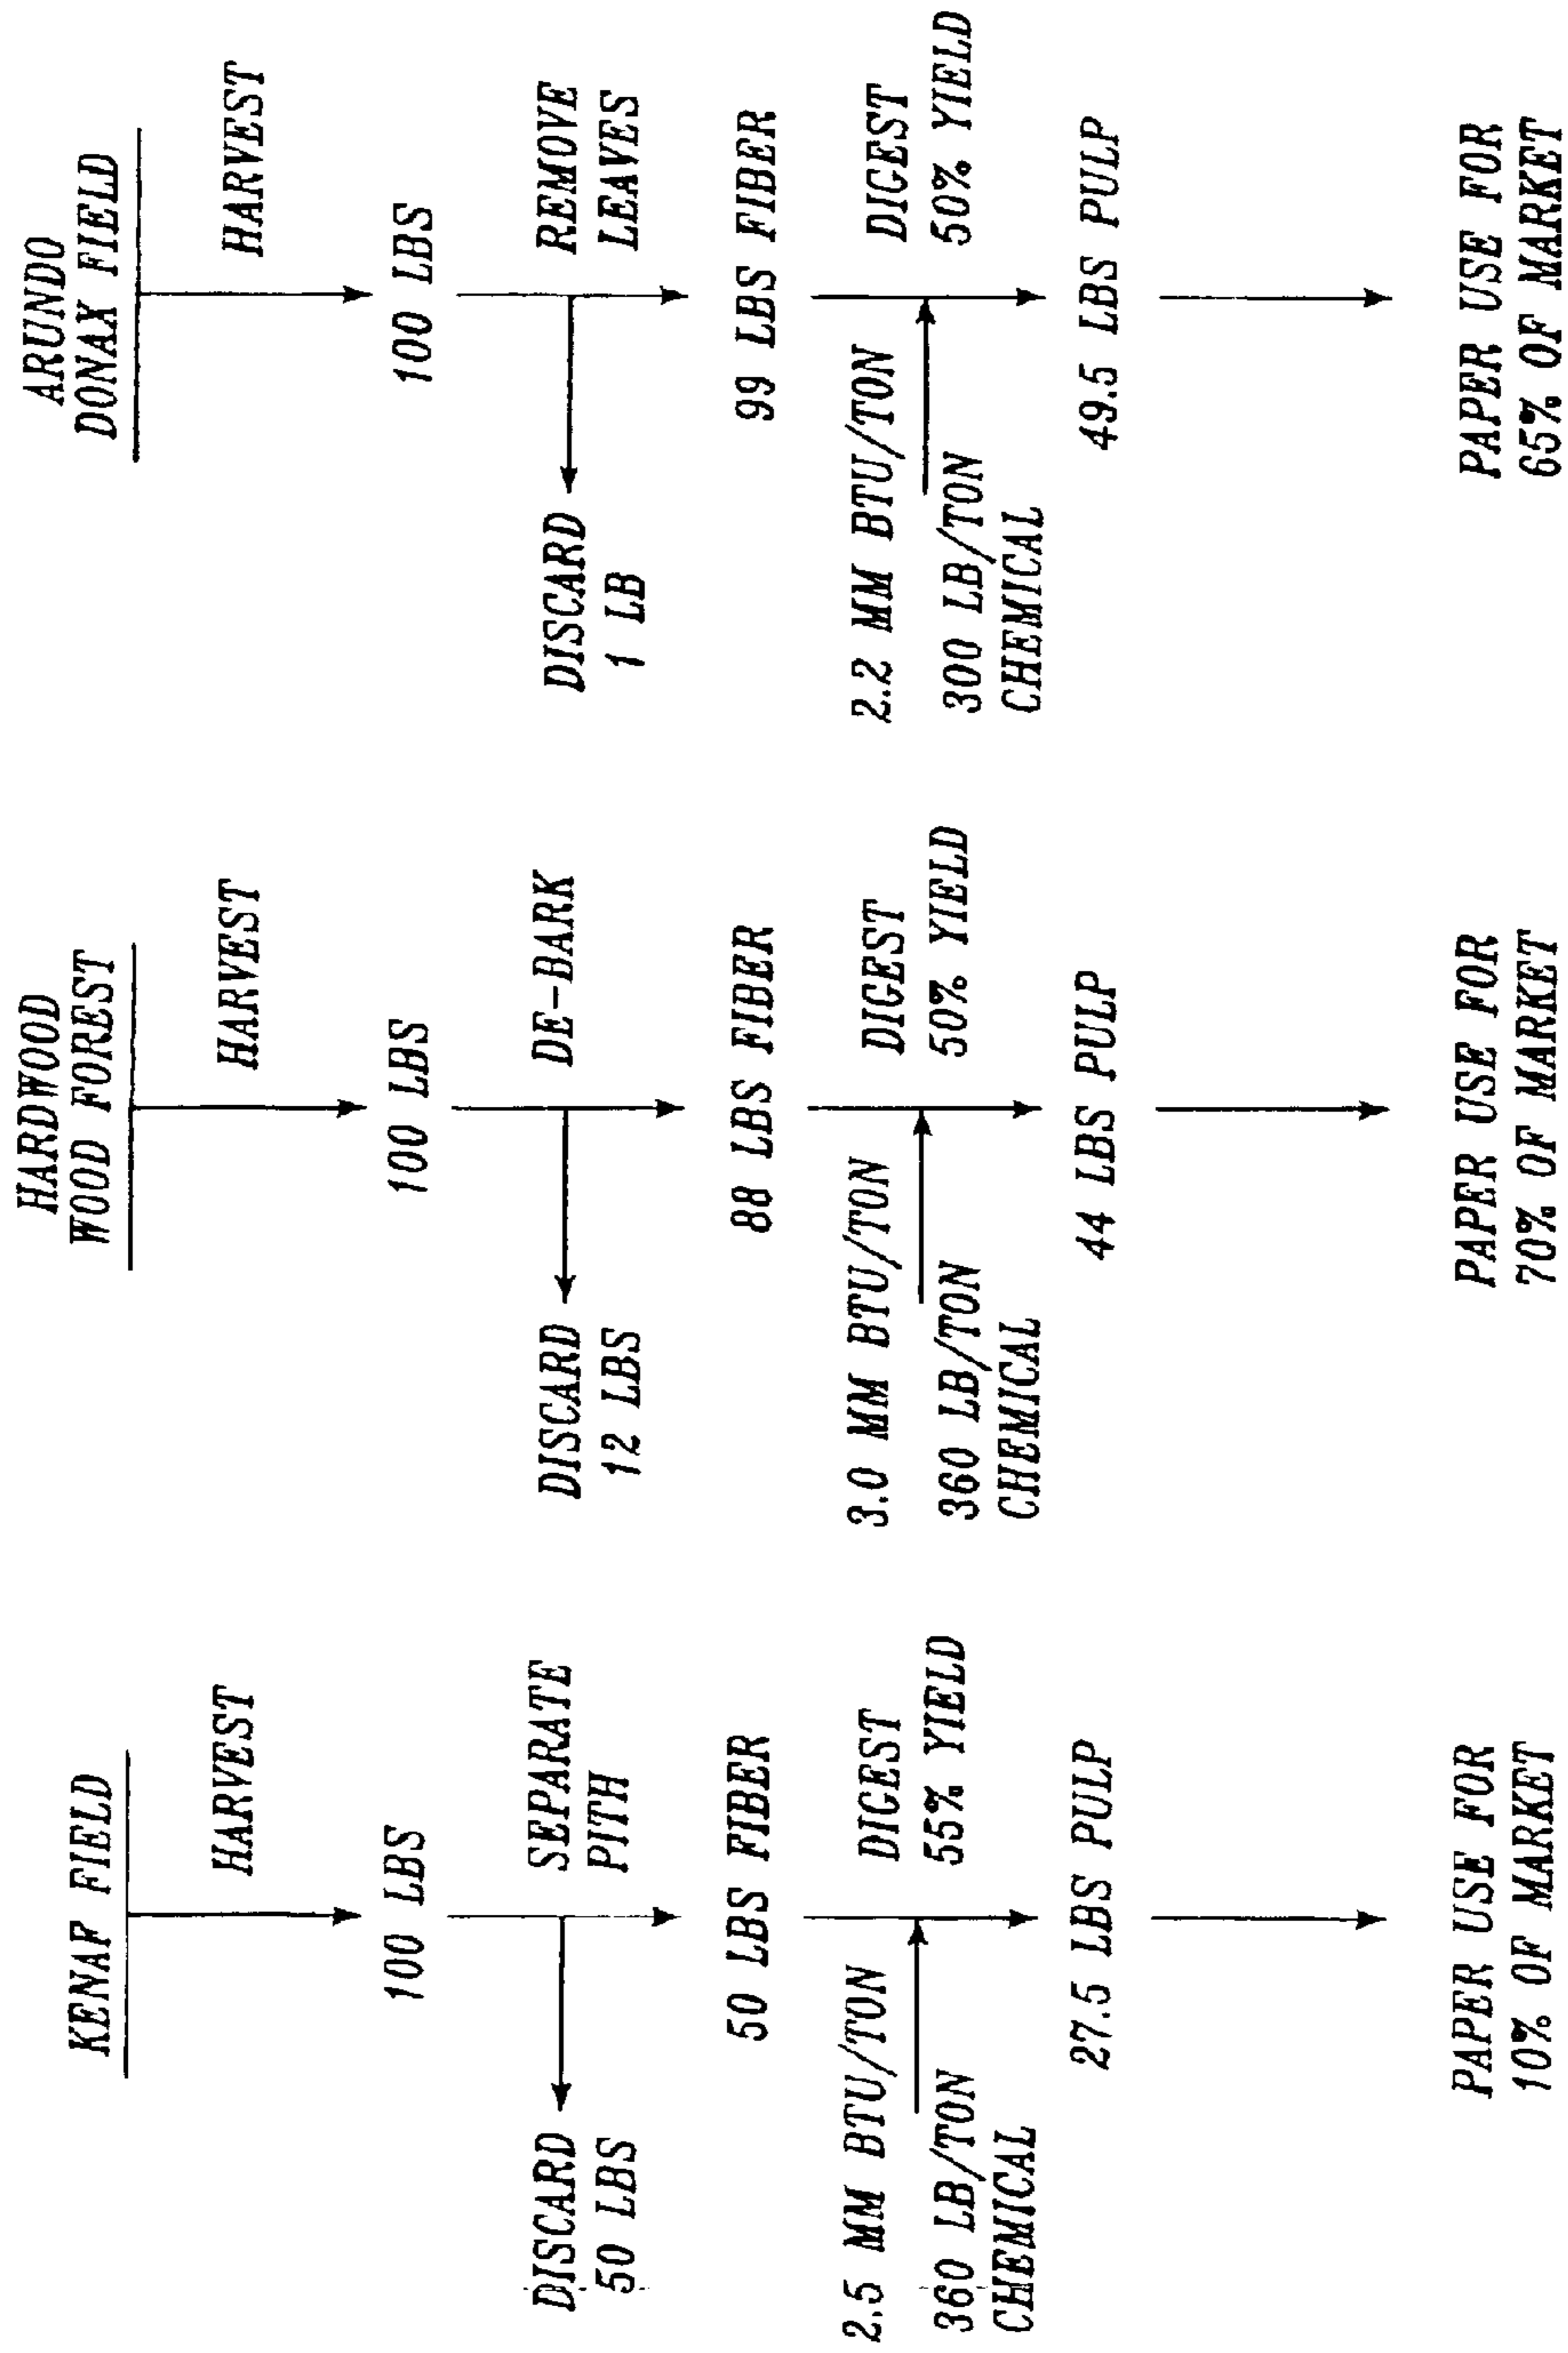 KENAF FIELD
HARVEST
100 LBS
SEPARATE
PITH
DISCARD
50 LBS
50 LBS FIBER
DIGEST
55% YIELD
2.5 MM BTU/TON
360 LB/TON
CHEMICAL
27.5 LBS PULP
PAPER USE FOR
10% OF MARKET
HARDWOOD
WOOD FOREST
HARVEST
100 LBS
DE-BARK
DISCARD
12 LBS
88 LBS FIBER
DIGEST
50% YIELD
3.0 MM BTU/TON
360 LB/TON
CHEMICAL
44 LBS PULP
PAPER USE FOR
70% OF MARKET
ARUNDO
DONAX FIELD
HARVEST
100 LBS
REMOVE
LEAVES
DISCARD
1 LB
99 LBS FIBER
DIGEST
50% YIELD
2.2 MM BTU/TON
300 LB/TON
CHEMICAL
49.5 LBS PULP
PAPER USE FOR
65% OF MARKET